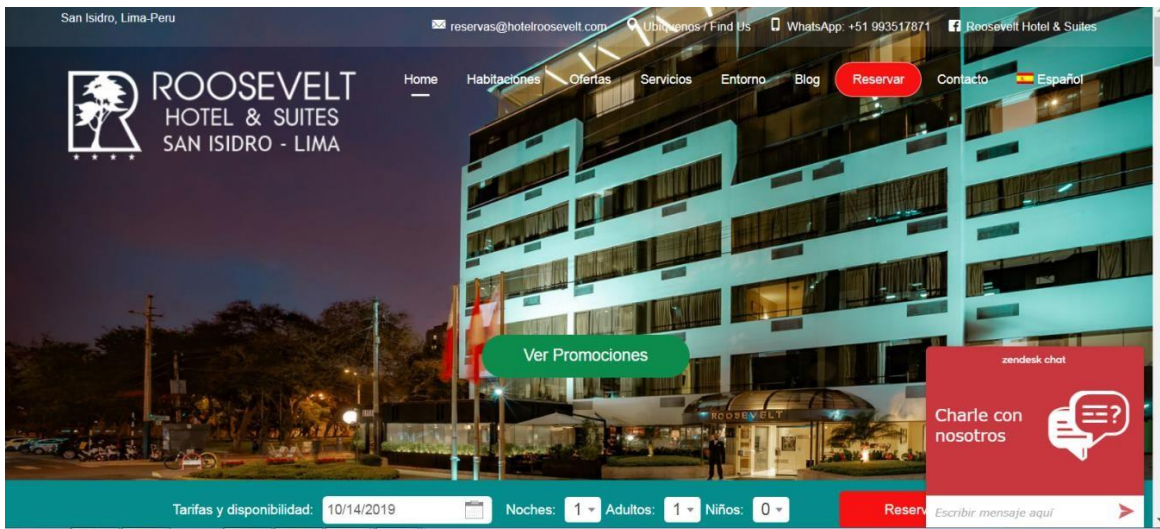 San Isidro, Lima-Peru
reservas@hotelroosevelt.com
Ubiquenos / Find Us
WhatsApp: +51 993517871
Roosevelt Hotel & Suites
R
ROOSEVELT
HOTEL & SUITES
SAN ISIDRO - LIMA
Home
Habitaciones
Ofertas
Servicios
Entorno
Blog
Reservar
Contacto
Español
Ver Promociones
ROOSEVELT
zendesk chat
Charle con
nosotros
Tarifas y disponibilidad: 10/14/2019
Noches: 1
Adultos: 1
Niños: 0
Reserv
Escribir mensaje aquí